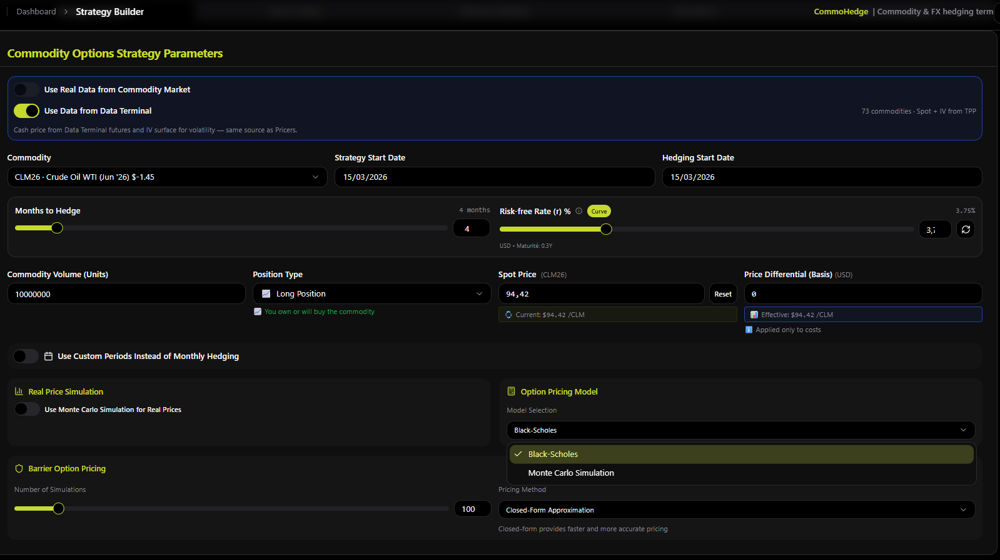 Dashboard > Strategy Builder
CommoHedge | Commodity & FX hedging term
Commodity Options Strategy Parameters
Use Real Data from Commodity Market
Use Data from Data Terminal
73 commodities · Spot + IV from TPP
Cash price from Data Terminal futures and IV surface for volatility — same source as Pricers.
Commodity
Strategy Start Date
Hedging Start Date
CLM26 · Crude Oil WTI (Jun '26) $-1.45
15/03/2026
15/03/2026
Months to Hedge
4 months
4
Risk-free Rate (r) %
Curve
3.75%
3,7
USD • Maturité: 0.3Y
Commodity Volume (Units)
Position Type
Spot Price (CLM26)
Price Differential (Basis) (USD)
10000000
Long Position
94,42
Reset
0
You own or will buy the commodity
Current: $94.42 /CLM
Effective: $94.42 /CLM
Applied only to costs
Use Custom Periods Instead of Monthly Hedging
Real Price Simulation
Use Monte Carlo Simulation for Real Prices
Option Pricing Model
Model Selection
Black-Scholes
Black-Scholes
Monte Carlo Simulation
Barrier Option Pricing
Number of Simulations
100
Pricing Method
Closed-Form Approximation
Closed-form provides faster and more accurate pricing